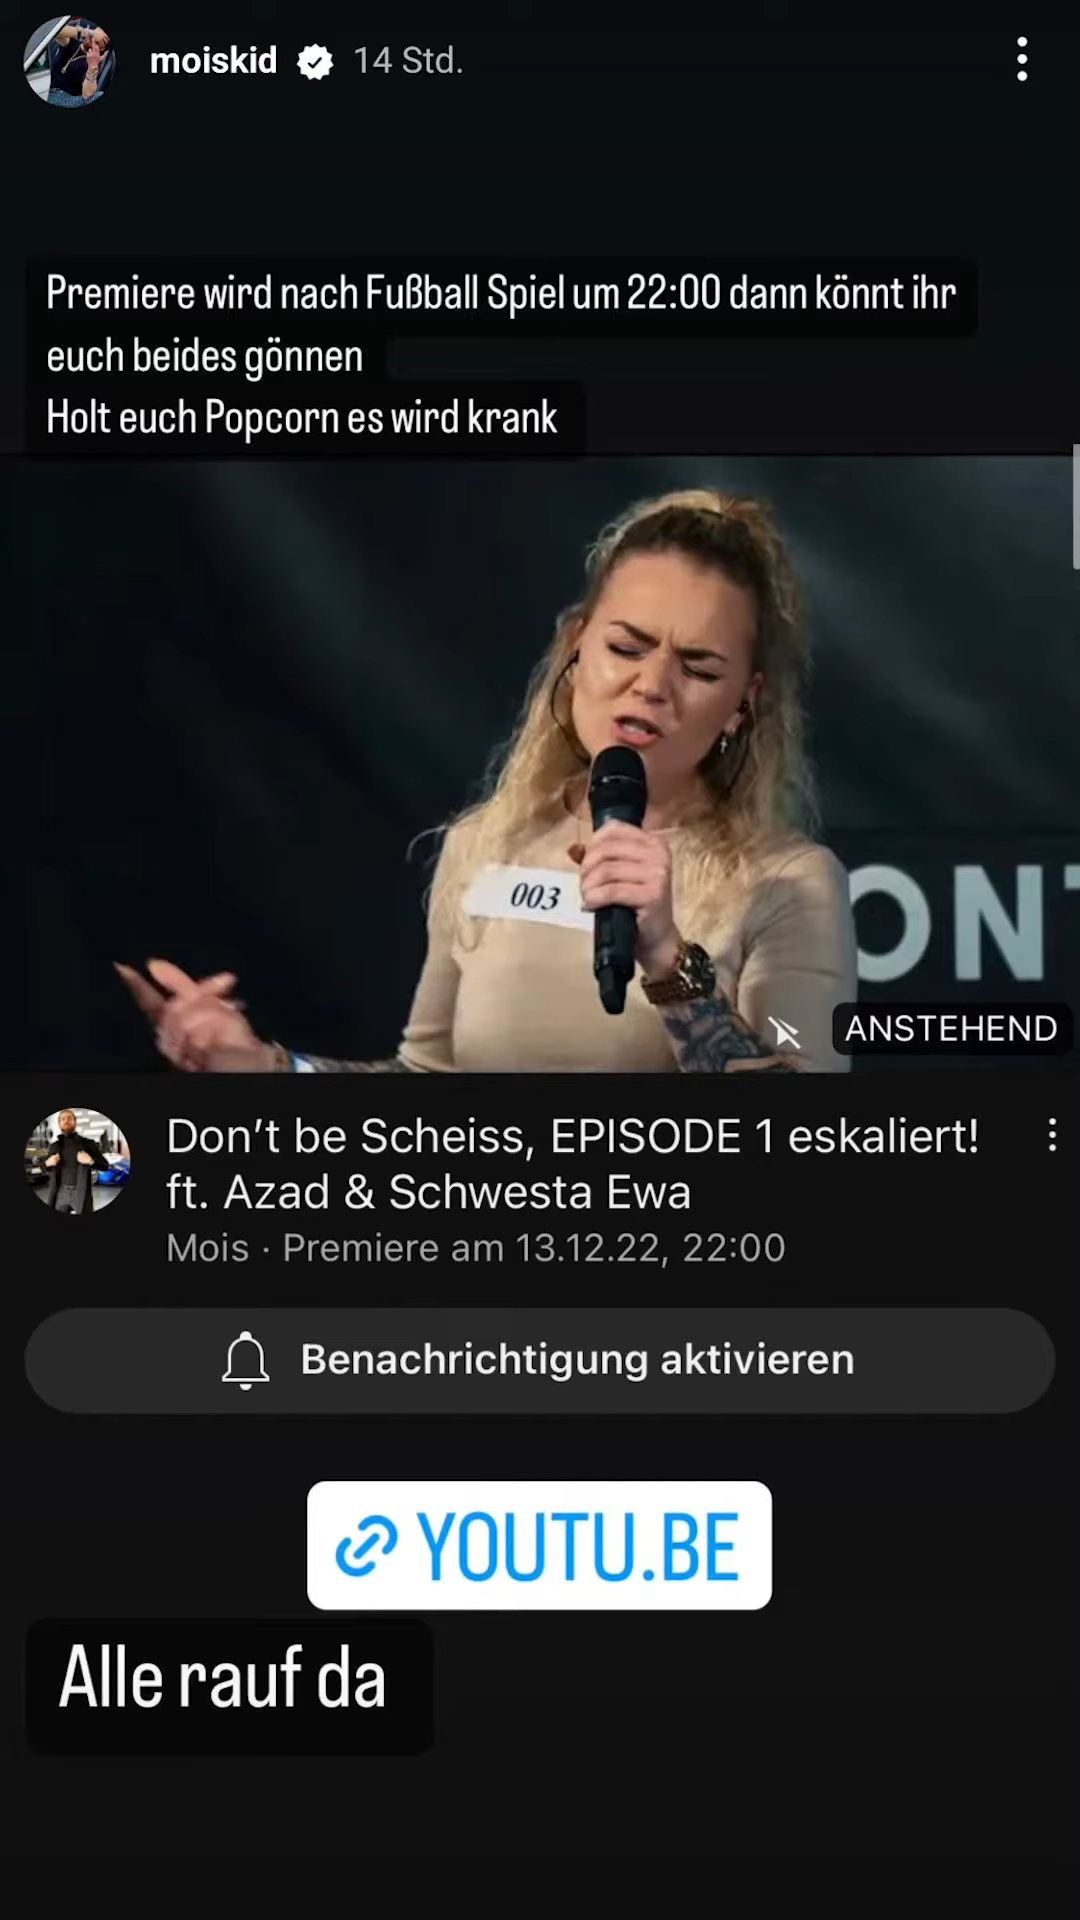 moiskid 14 Std.
Premiere wird nach Fußball Spiel um 22:00 dann könnt ihr
euch beides gönnen
Holt euch Popcorn es wird krank
003
ONT
ANSTEHEND
Don’t be Scheiss, EPISODE 1 eskaliert!
ft. Azad & Schwesta Ewa
Mois · Premiere am 13.12.22, 22:00
Benachrichtigung aktivieren
YOUTU.BE
Alle rauf da